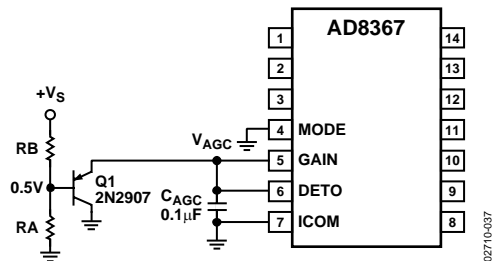 AD8367
1
14
2
13
3
12
+VS
4
MODE
11
RB
VAGC
5
GAIN
10
0.5V
Q1
2N2907
CAGC
0.1µF
6
DETO
9
RA
7
ICOM
8
02710-037